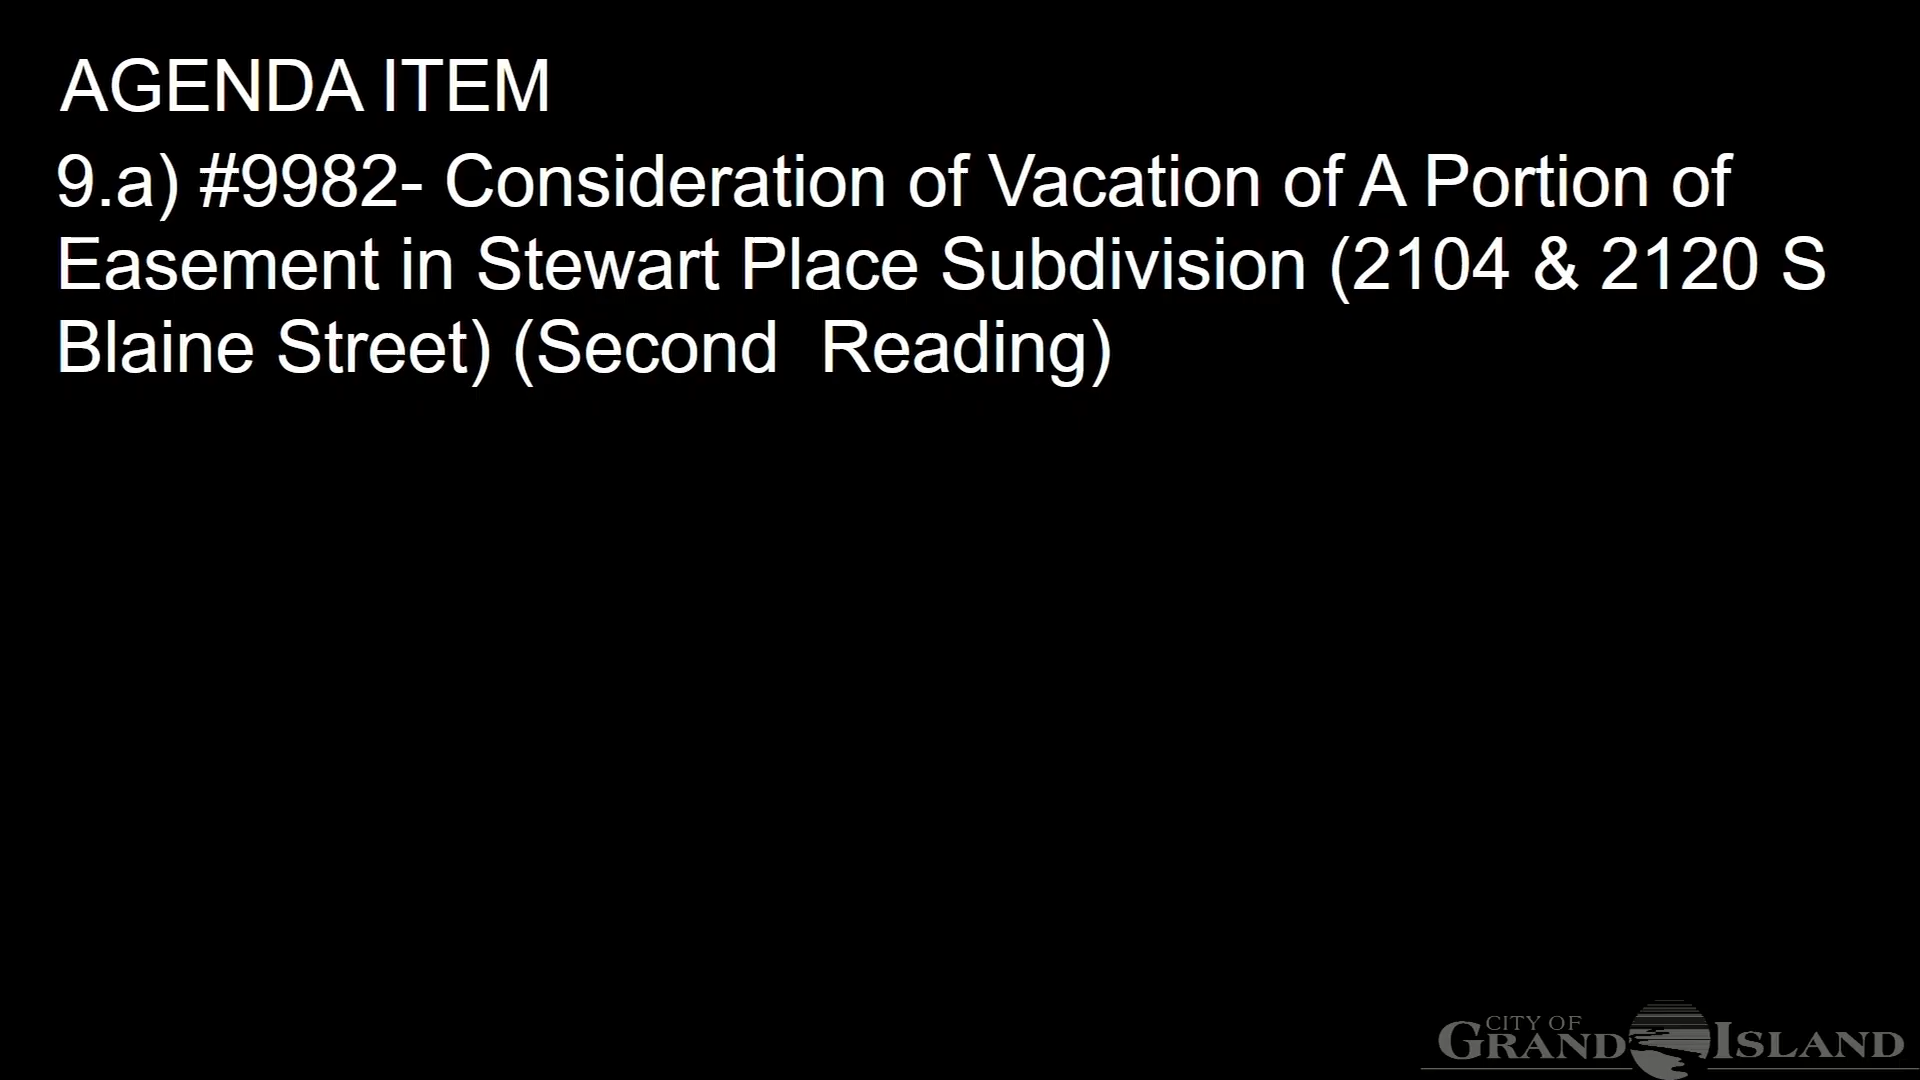 AGENDA ITEM
9.a) #9982- Consideration of Vacation of A Portion of
Easement in Stewart Place Subdivision (2104 & 2120 S
Blaine Street) (Second  Reading)
CITY OF
GRAND ISLAND